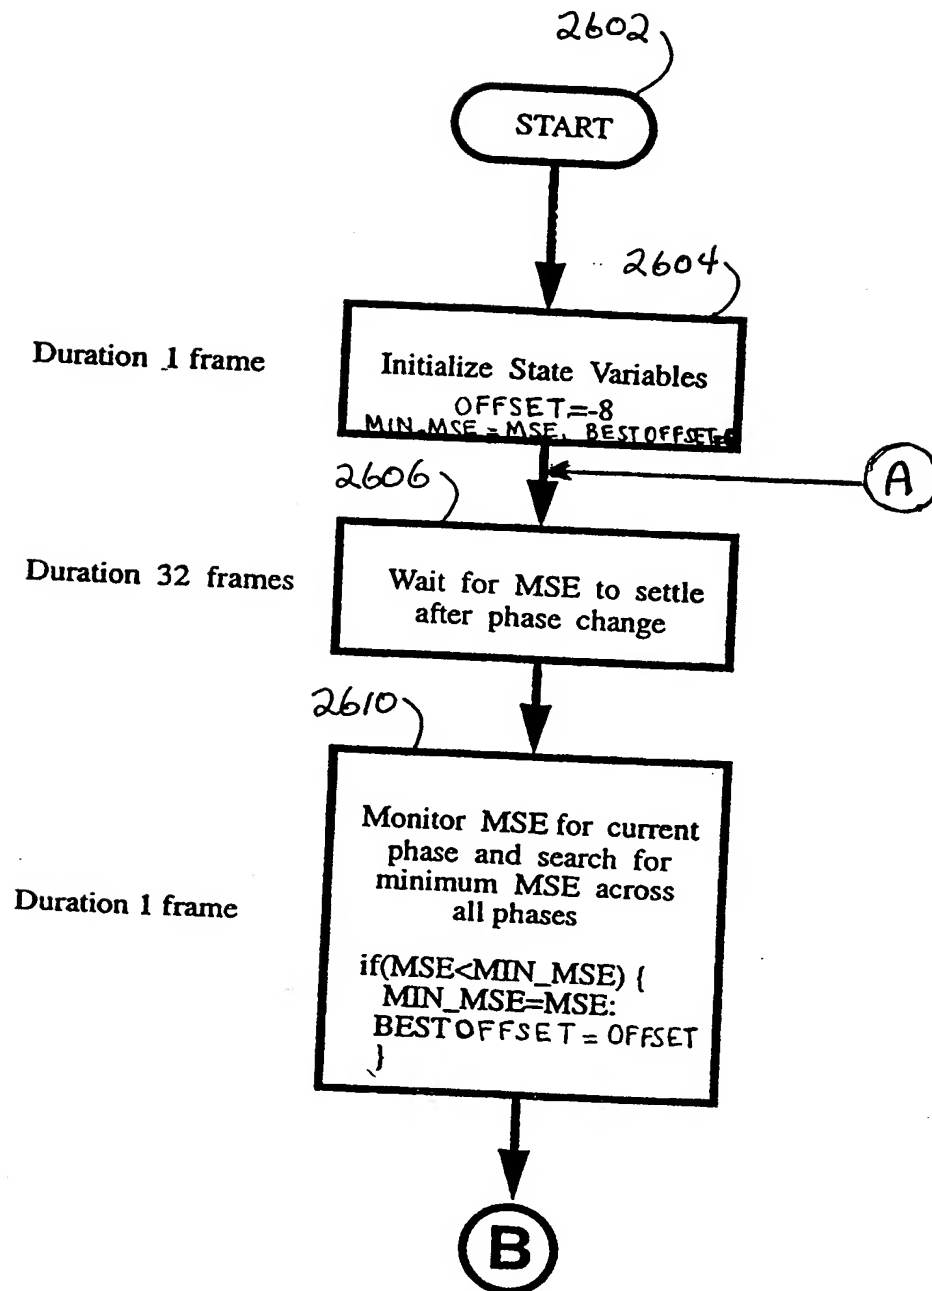 2602
START
2604
Duration 1 frame
Initialize State Variables
OFFSET=-8
MIN_MSE = MSE, BESTOFFSET=
A
2606
Duration 32 frames
Wait for MSE to settle
after phase change
2610
Monitor MSE for current
phase and search for
minimum MSE across
all phases
Duration 1 frame
if(MSE<MIN_MSE) {
MIN_MSE=MSE:
BESTOFFSET = OFFSET
}
B